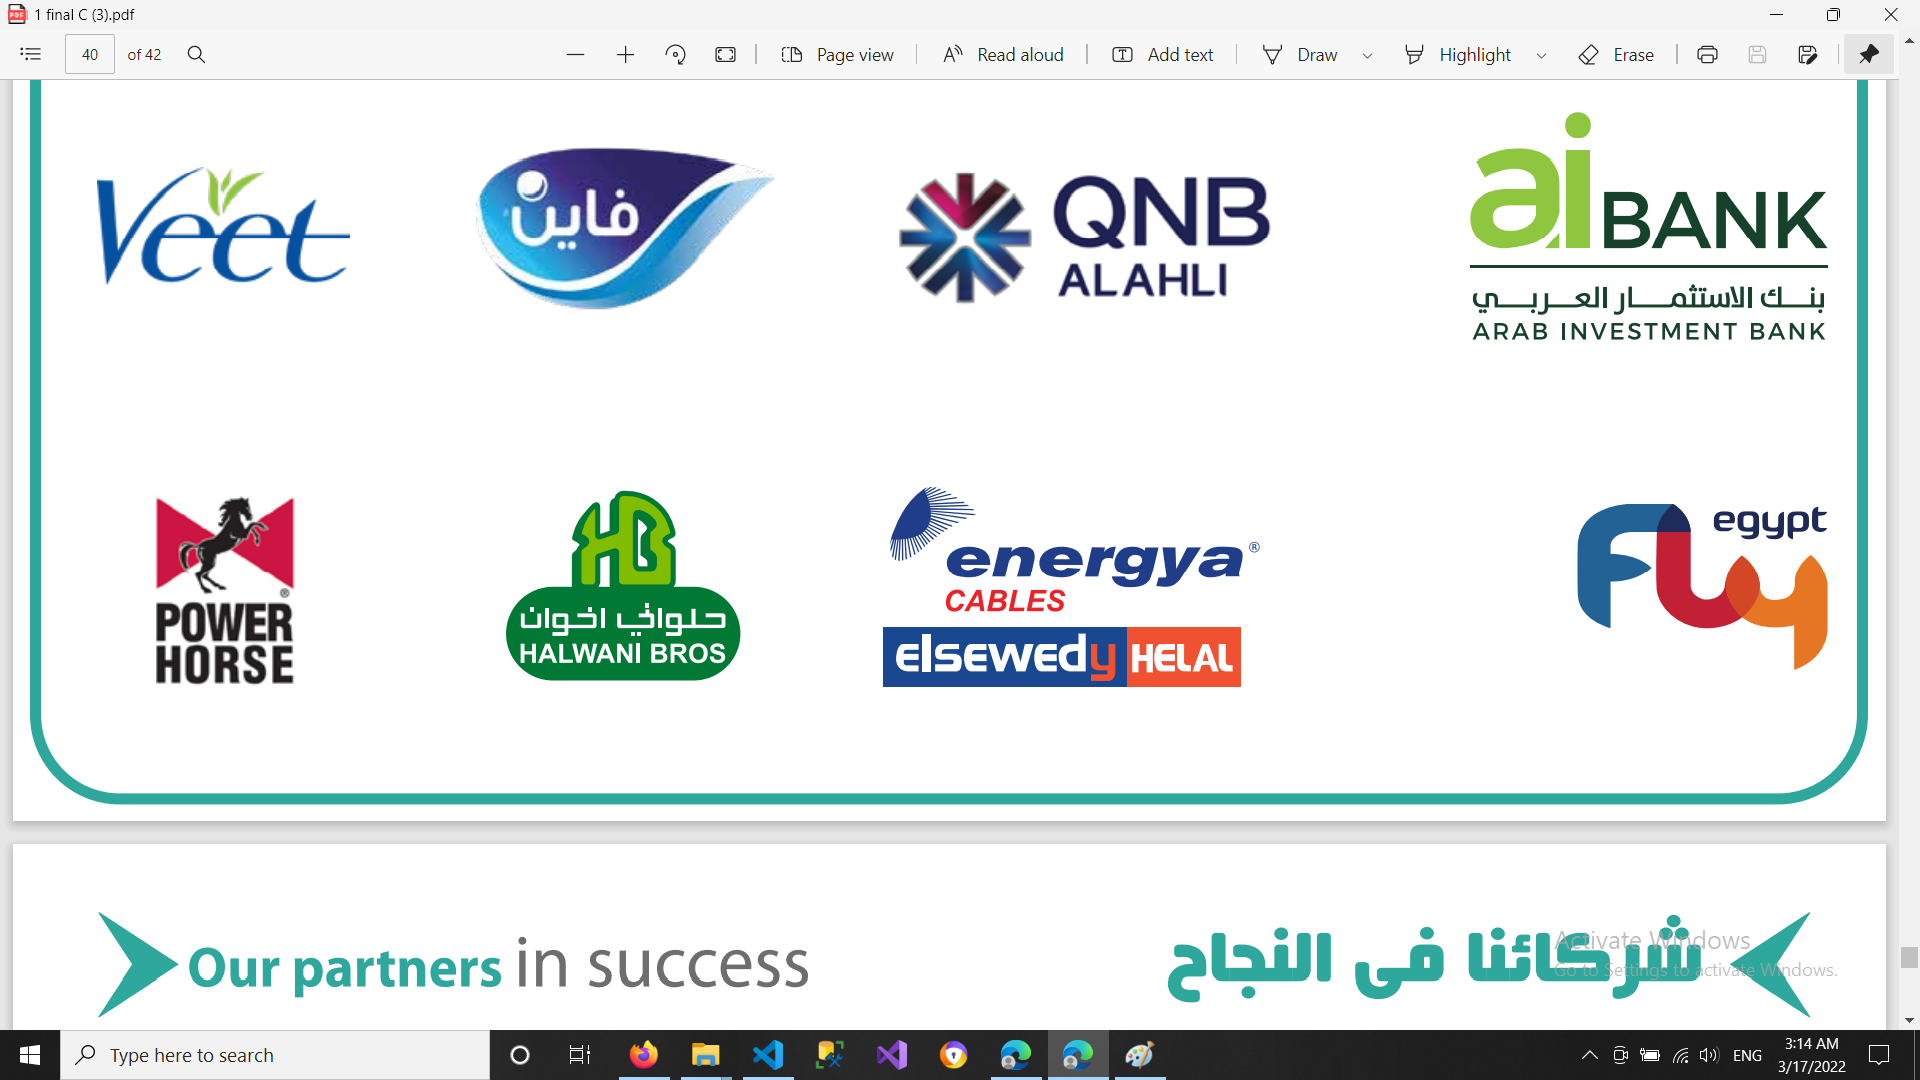 1 final C (3).pdf
40 of 42 Page view A Read aloud T Add text Draw Highlight Erase
Veet
فاين
QNB
ALAHLI
ai BANK
بنك الاستثمار العربي
ARAB INVESTMENT BANK
POWER
HORSE
®
HB
حلواني اخوان
HALWANI BROS
energya®
CABLES
elsewedy HELAL
egypt
Fly
Our partners in success
شركائنا فى النجاح
Activate Windows
Go to Settings to activate Windows.
Type here to search
ENG
3:14 AM
3/17/2022